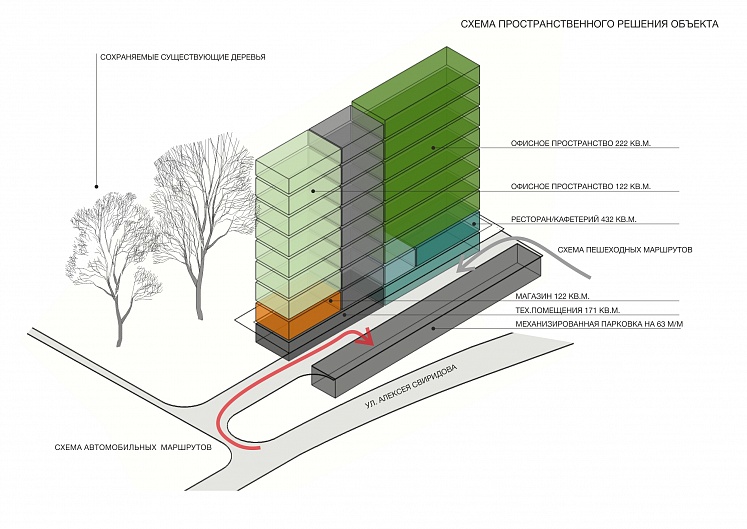 СХЕМА ПРОСТРАНСТВЕННОГО РЕШЕНИЯ ОБЪЕКТА
СОХРАНЯЕМЫЕ СУЩЕСТВУЮЩИЕ ДЕРЕВЬЯ
ОФИСНОЕ ПРОСТРАНСТВО 222 КВ.М.
ОФИСНОЕ ПРОСТРАНСТВО 122 КВ.М.
РЕСТОРАН/КАФЕТЕРИЙ 432 КВ.М.
СХЕМА ПЕШЕХОДНЫХ МАРШРУТОВ
МАГАЗИН 122 КВ.М.
ТЕХ.ПОМЕЩЕНИЯ 171 КВ.М.
МЕХАНИЗИРОВАННАЯ ПАРКОВКА НА 63 М/М
УЛ. АЛЕКСЕЯ СВИРИДОВА
СХЕМА АВТОМОБИЛЬНЫХ МАРШРУТОВ